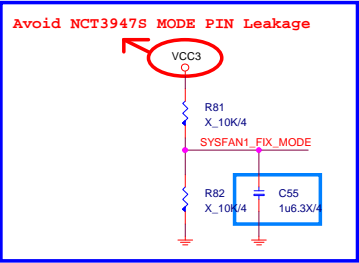 Avoid NCT3947S MODE PIN Leakage
VCC3
R81
X_10K/4
SYSFAN1_FIX_MODE
R82
X_10K/4
C55
1u6.3X/4